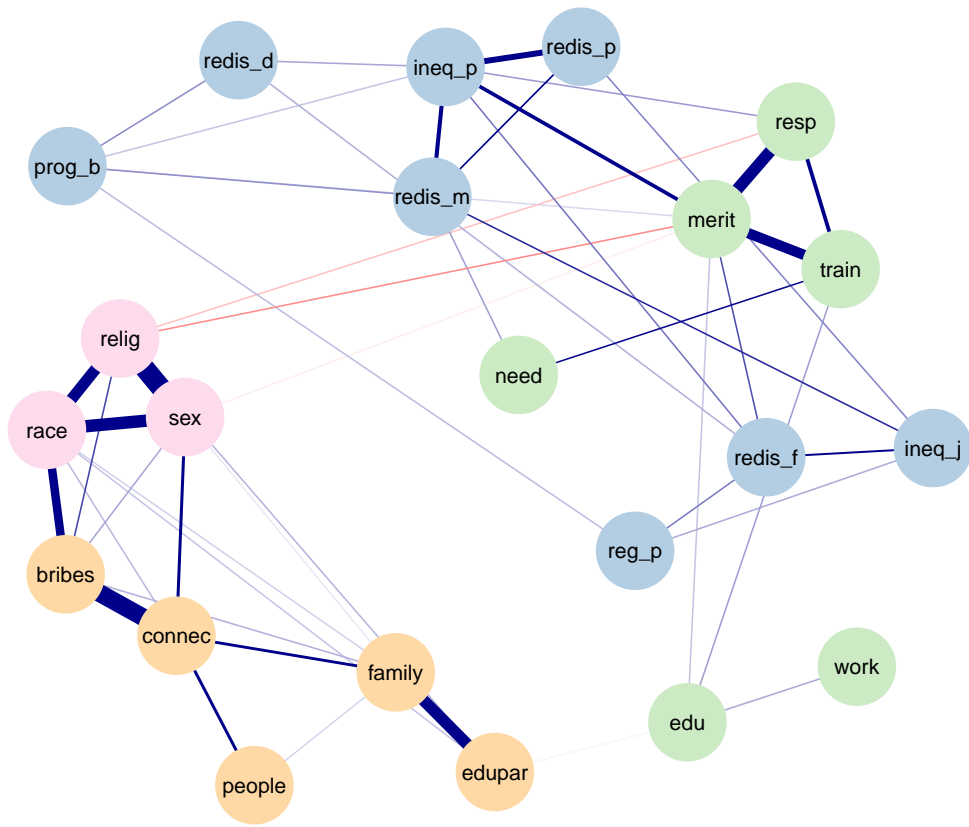 redis_d
ineq_p
redis_p
resp
prog_b
redis_m
merit
train
relig
need
sex
race
redis_f
ineq_j
reg_p
bribes
connec
family
work
edu
people
edupar